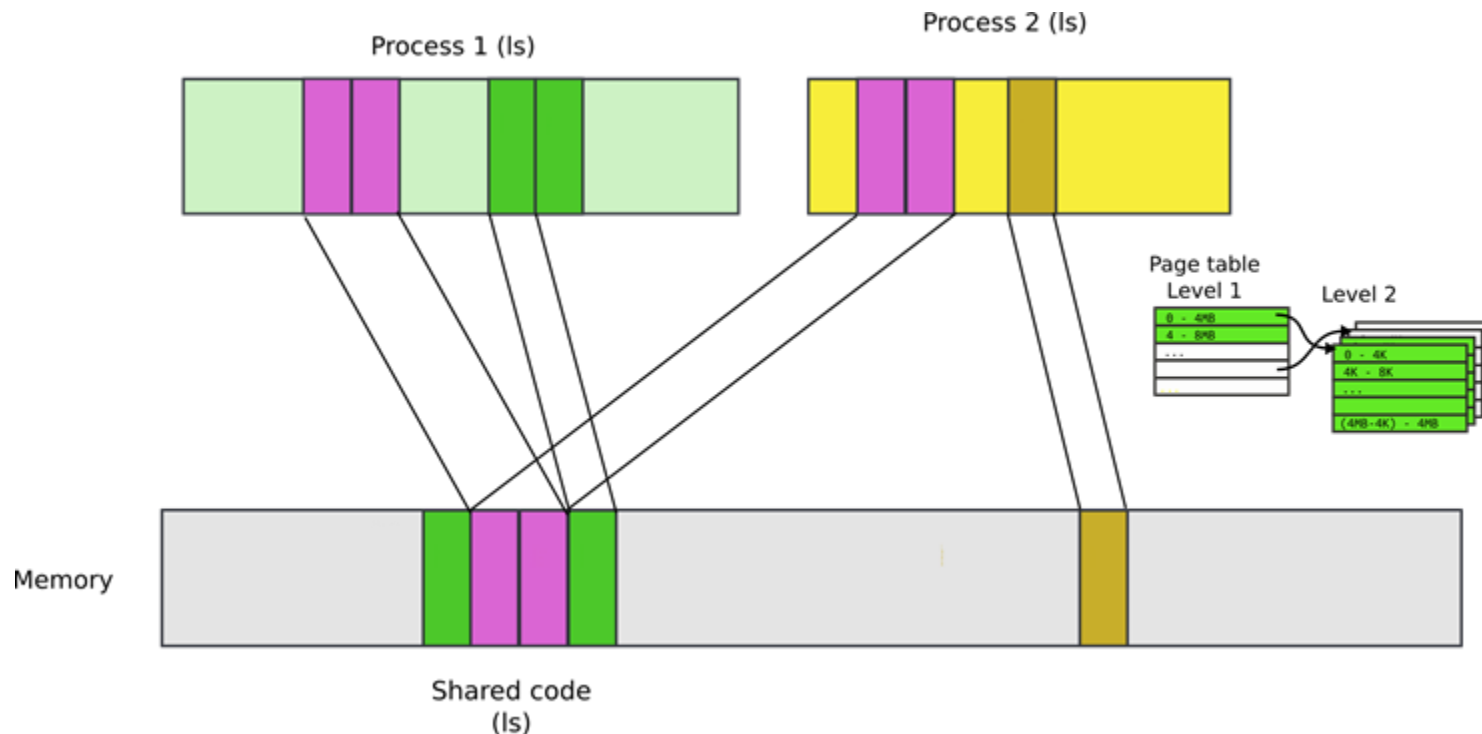 Process 1 (ls)
Process 2 (ls)
Page table
Level 1
Level 2
0 - 4MB
4 - 8MB
...
0 - 4K
4K - 8K
...
(4MB-4K) - 4MB
Memory
Shared code
(ls)